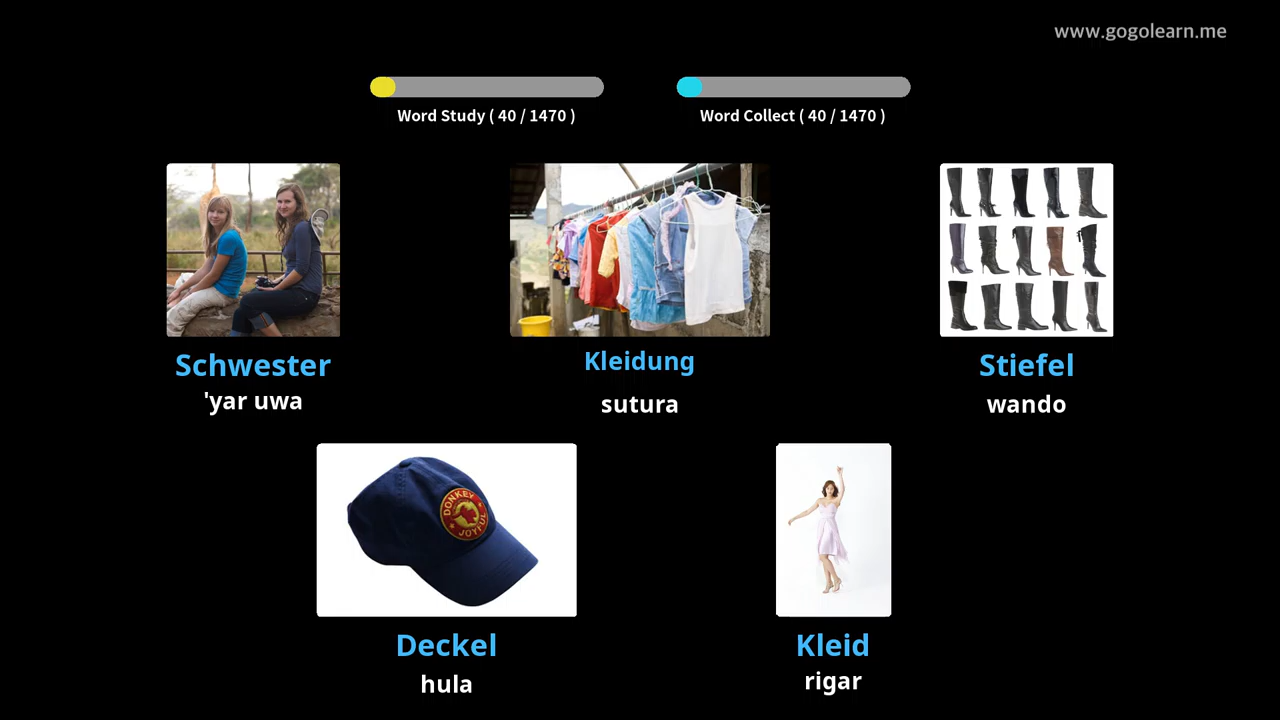 www.gogolearn.me
Word Study ( 40 / 1470 )
Word Collect ( 40 / 1470 )
Schwester
'yar uwa
Kleidung
sutura
Stiefel
wando
DONKEY
JOYFUL
Deckel
hula
Kleid
rigar